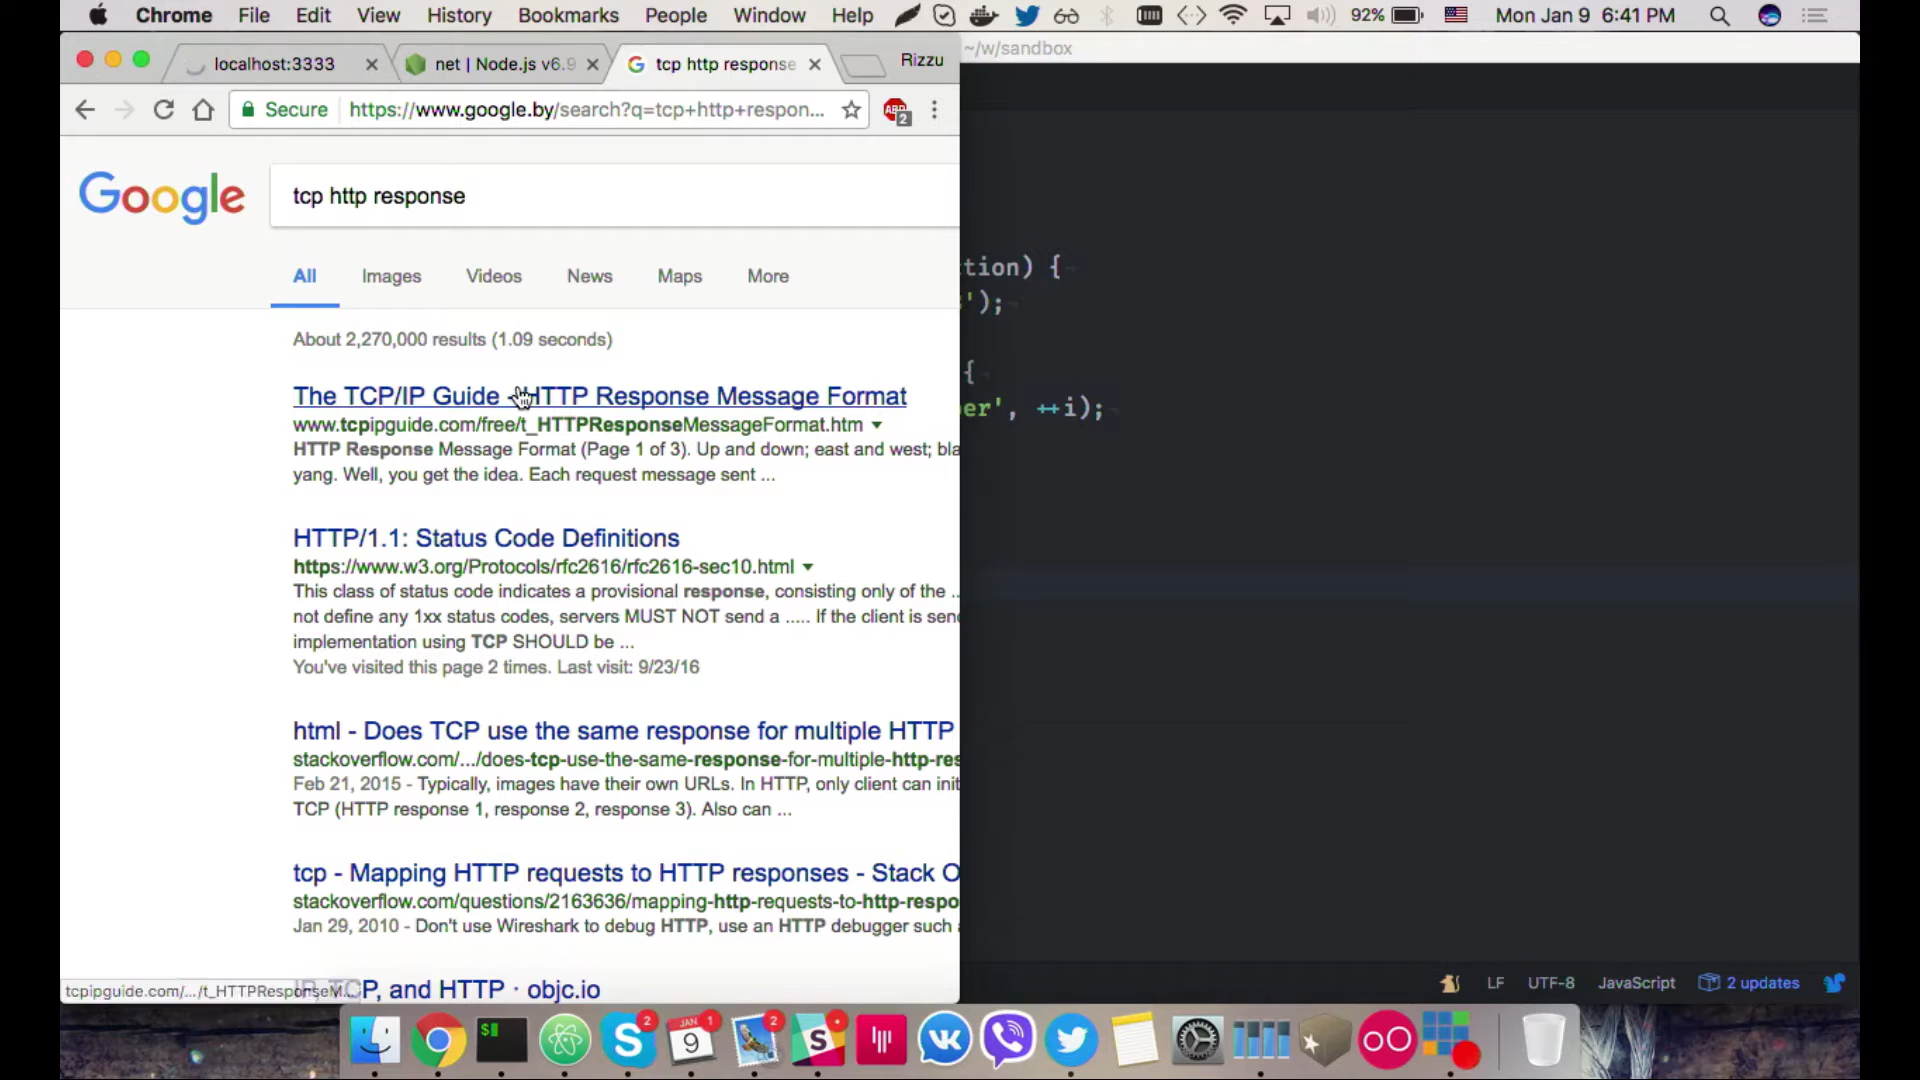 Chrome File Edit View History Bookmarks People Window Help 92% Mon Jan 9 6:41 PM
~/w/sandbox
localhost:3333 net | Node.js v6.9 tcp http response Rizzu
Secure https://www.google.by/search?q=tcp+http+respon... ABP 2
Google
tcp http response
All Images Videos News Maps More
About 2,270,000 results (1.09 seconds)
The TCP/IP Guide - HTTP Response Message Format
www.tcpipguide.com/free/t_HTTPResponseMessageFormat.htm
HTTP Response Message Format (Page 1 of 3). Up and down; east and west; bla
yang. Well, you get the idea. Each request message sent ...
HTTP/1.1: Status Code Definitions
https://www.w3.org/Protocols/rfc2616/rfc2616-sec10.html
This class of status code indicates a provisional response, consisting only of the ..
not define any 1xx status codes, servers MUST NOT send a ..... If the client is send
implementation using TCP SHOULD be ...
You've visited this page 2 times. Last visit: 9/23/16
html - Does TCP use the same response for multiple HTTP
stackoverflow.com/.../does-tcp-use-the-same-response-for-multiple-http-res
Feb 21, 2015 - Typically, images have their own URLs. In HTTP, only client can init
TCP (HTTP response 1, response 2, response 3). Also can ...
tcp - Mapping HTTP requests to HTTP responses - Stack O
stackoverflow.com/questions/2163636/mapping-http-requests-to-http-respo
Jan 29, 2010 - Don't use Wireshark to debug HTTP, use an HTTP debugger such a
IP, TCP, and HTTP · objc.io
tcpipguide.com/.../t_HTTPResponseM...
tion) {
');
{
er', ++i);
LF UTF-8 JavaScript 2 updates
$ 2 JAN 9 1 2